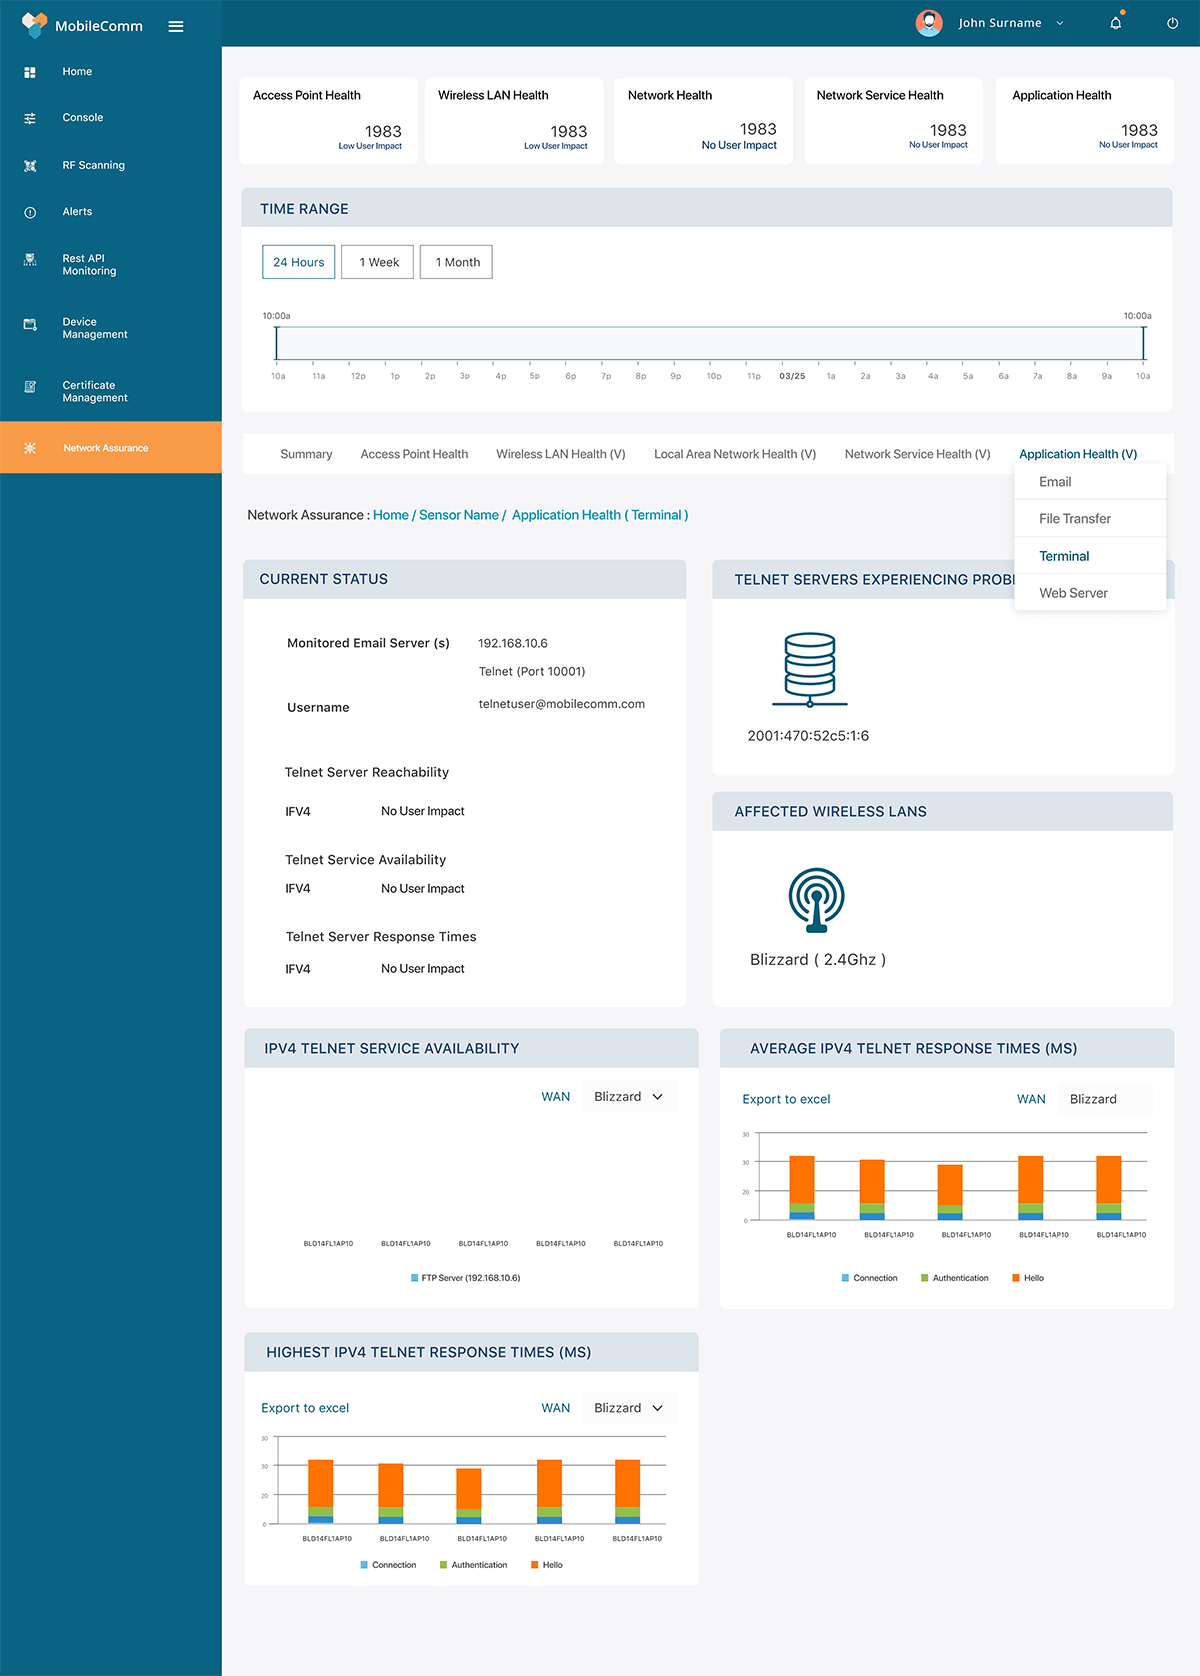 MobileComm
John Surname
Home
Console
RF Scanning
Alerts
Rest API
Monitoring
Device
Management
Certificate
Management
Network Assurance
Access Point Health
1983
Low User Impact
Wireless LAN Health
1983
Low User Impact
Network Health
1983
No User Impact
Network Service Health
1983
No User Impact
Application Health
1983
No User Impact
TIME RANGE
24 Hours
1 Week
1 Month
10:00a
10:00a
10a 11a 12p 1p 2p 3p 4p 5p 6p 7p 8p 9p 10p 11p 03/25 1a 2a 3a 4a 5a 6a 7a 8a 9a 10a
Summary
Access Point Health
Wireless LAN Health (V)
Local Area Network Health (V)
Network Service Health (V)
Application Health (V)
Email
File Transfer
Terminal
Web Server
Network Assurance : Home / Sensor Name / Application Health ( Terminal )
CURRENT STATUS
Monitored Email Server (s) 192.168.10.6
Telnet (Port 10001)
Username telnetuser@mobilecomm.com
Telnet Server Reachability
IFV4 No User Impact
Telnet Service Availability
IFV4 No User Impact
Telnet Server Response Times
IFV4 No User Impact
TELNET SERVERS EXPERIENCING PROB
2001:470:52c5:1:6
AFFECTED WIRELESS LANS
Blizzard ( 2.4Ghz )
IPV4 TELNET SERVICE AVAILABILITY
WAN Blizzard
BLD14FL1AP10 BLD14FL1AP10 BLD14FL1AP10 BLD14FL1AP10 BLD14FL1AP10
FTP Server (192.168.10.6)
AVERAGE IPV4 TELNET RESPONSE TIMES (MS)
Export to excel WAN Blizzard
30
30
20
0
BLD14FL1AP10 BLD14FL1AP10 BLD14FL1AP10 BLD14FL1AP10 BLD14FL1AP10
Connection Authentication Hello
HIGHEST IPV4 TELNET RESPONSE TIMES (MS)
Export to excel WAN Blizzard
30
30
20
0
BLD14FL1AP10 BLD14FL1AP10 BLD14FL1AP10 BLD14FL1AP10 BLD14FL1AP10
Connection Authentication Hello